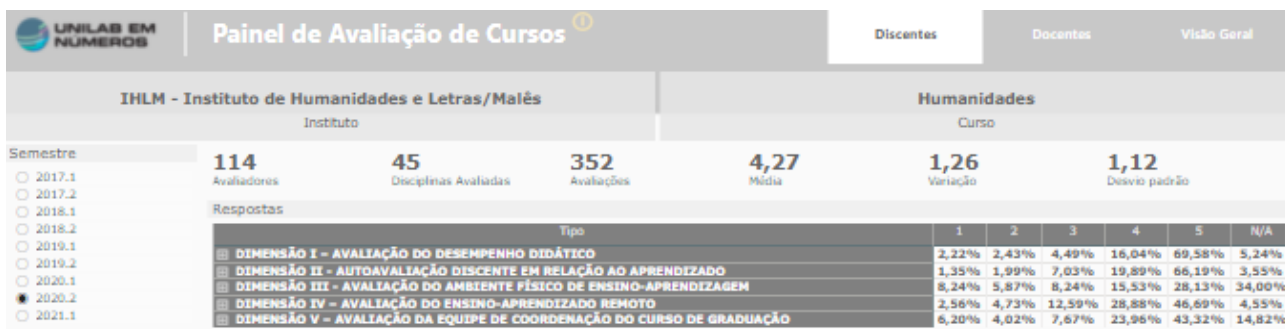 UNILAB EM NÚMEROS
Painel de Avaliação de Cursos
Discentes Docentes Visão Geral
IHLM - Instituto de Humanidades e Letras/Malês
Instituto
Humanidades
Curso
Semestre
2017.1
2017.2
2018.1
2018.2
2019.1
2019.2
2020.1
2020.2
2021.1
114 45 352 4,27 1,26 1,12
Avaliadores Disciplinas Avaliadas Avaliações Média Variação Desvio padrão
Respostas
Tipo 1 2 3 4 5 N/A
DIMENSÃO I – AVALIAÇÃO DO DESEMPENHO DIDÁTICO 2,22% 2,43% 4,49% 16,04% 69,58% 5,24%
DIMENSÃO II - AUTOAVALIAÇÃO DISCENTE EM RELAÇÃO AO APRENDIZADO 1,35% 1,99% 7,03% 19,89% 66,19% 3,55%
DIMENSÃO III - AVALIAÇÃO DO AMBIENTE FÍSICO DE ENSINO-APRENDIZAGEM 8,24% 5,87% 8,24% 15,53% 28,13% 34,00%
DIMENSÃO IV – AVALIAÇÃO DO ENSINO-APRENDIZADO REMOTO 2,56% 4,73% 12,59% 28,88% 46,69% 4,55%
DIMENSÃO V – AVALIAÇÃO DA EQUIPE DE COORDENAÇÃO DO CURSO DE GRADUAÇÃO 6,20% 4,02% 7,67% 23,96% 43,32% 14,82%